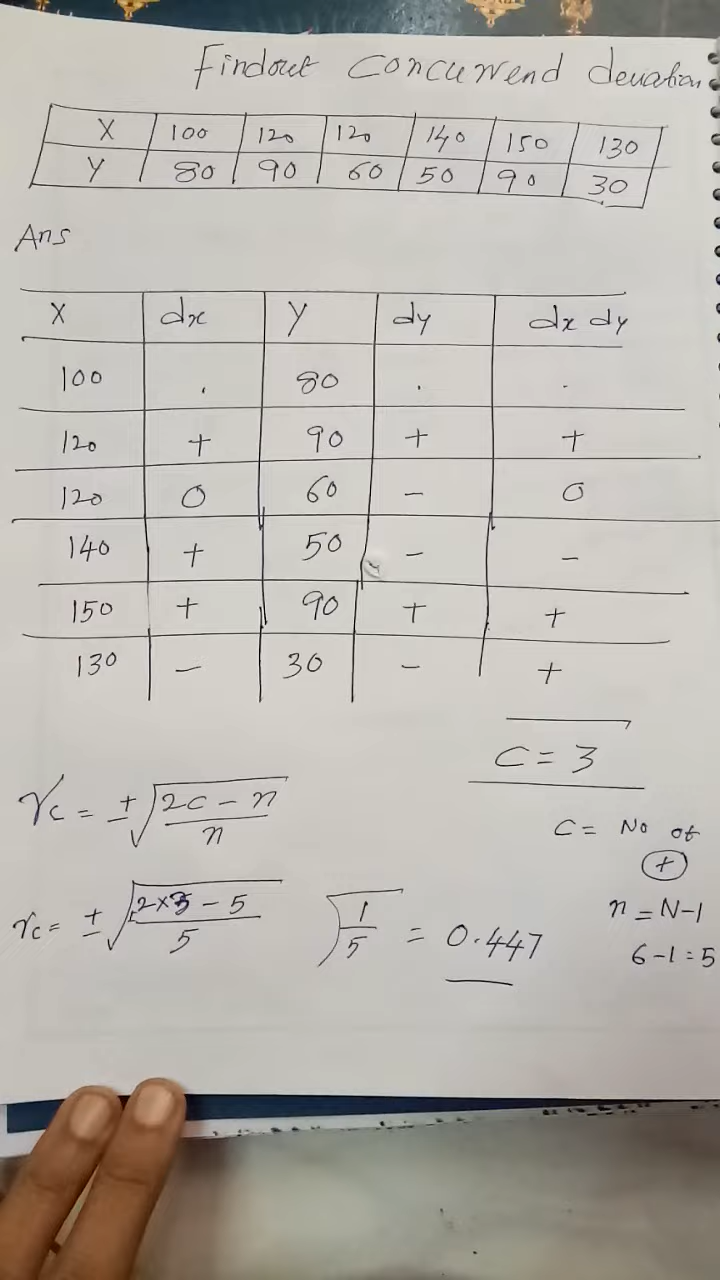 Findout Concurrend deviation
X 100 120 120 140 150 130
Y 80 90 60 50 90 30
Ans
X dx Y dy dx dy
100 . 80 . .
120 + 90 + +
120 0 60 − 0
140 + 50 − −
150 + 90 + +
130 − 30 − +
C = 3
rc = ± √(2c − n / n)
C = No of
+
rc = ± √(2×3 − 5 / 5) √(1/5) = 0.447
n = N−1
6−1=5